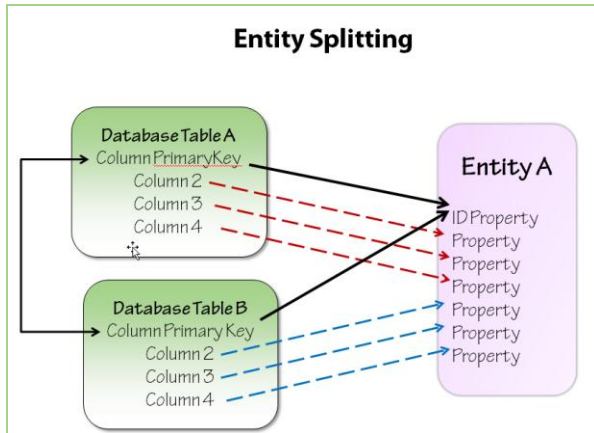 Entity Splitting
Database Table A
Column PrimaryKey
Column 2
Column 3
Column 4
Database Table B
Column Primary Key
Column 2
Column 3
Column 4
Entity A
ID Property
Property
Property
Property
Property
Property
Property